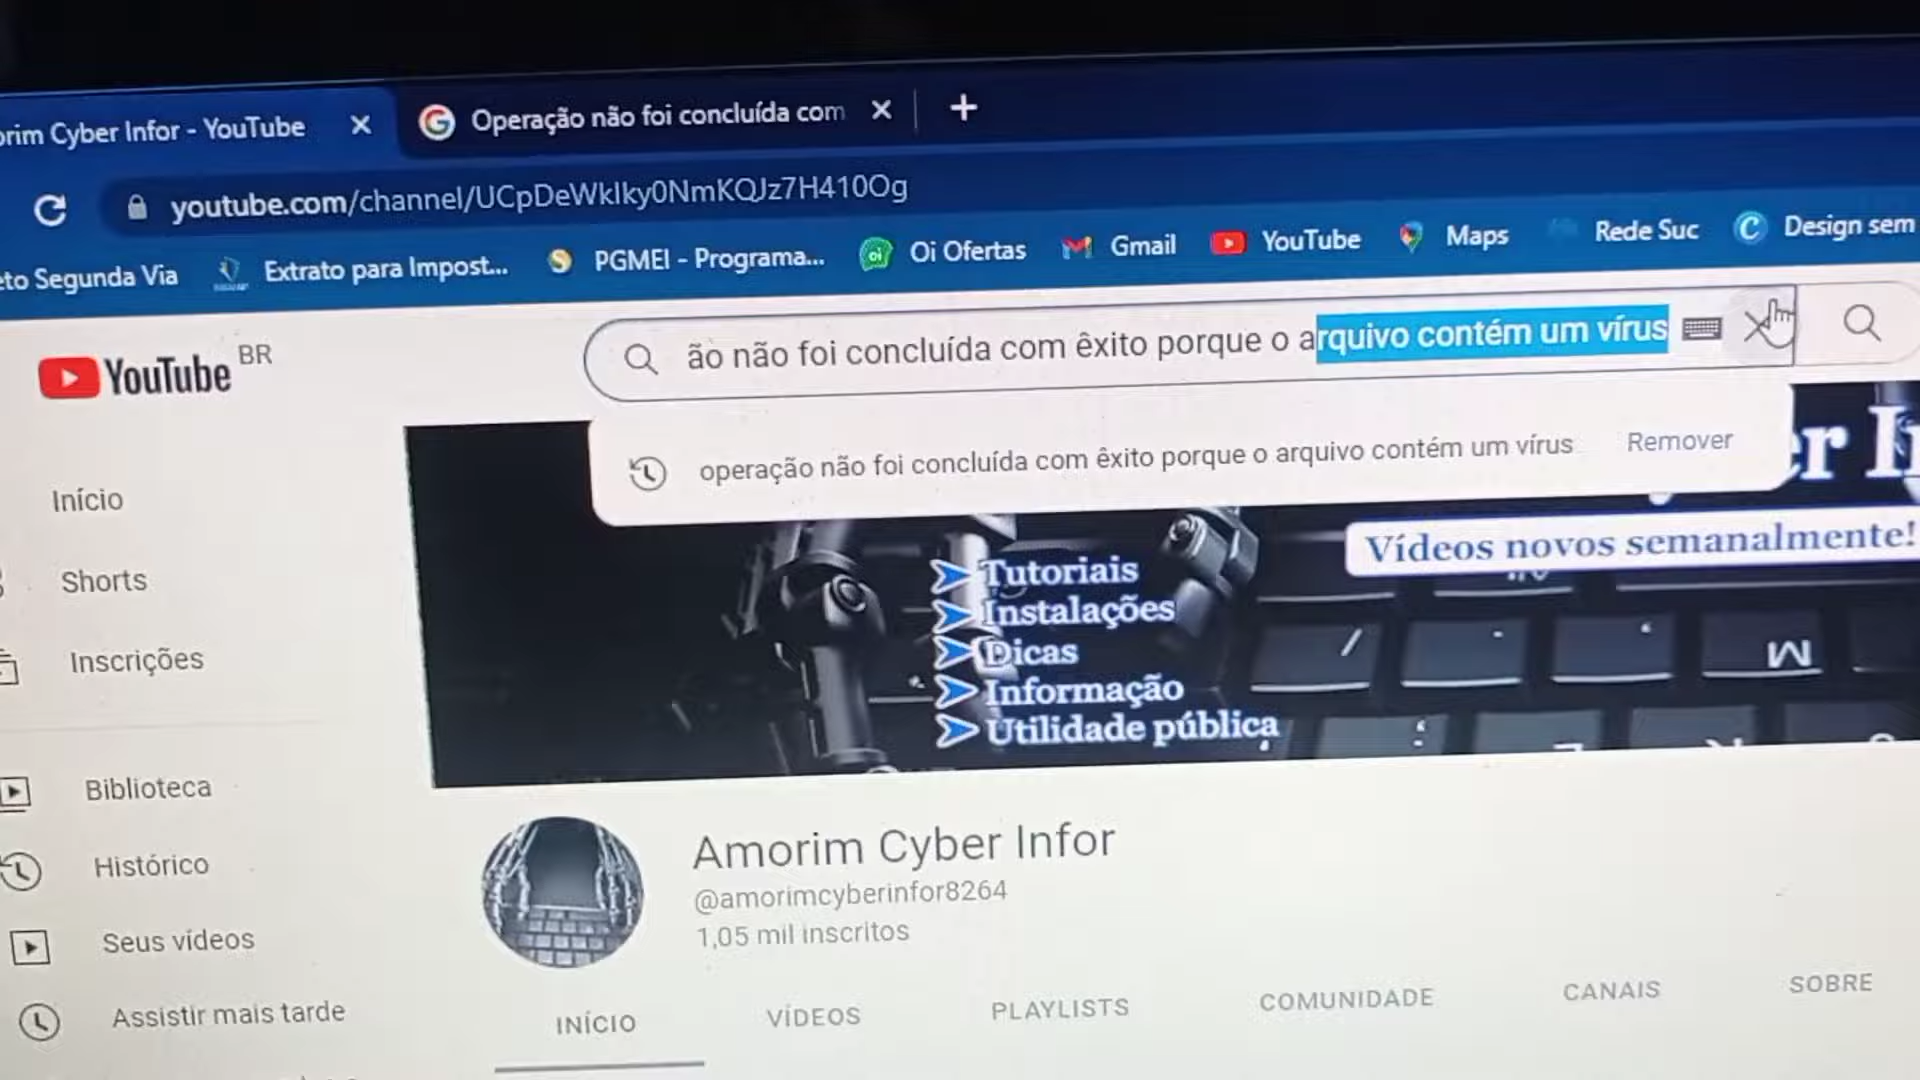 orim Cyber Infor - YouTube
Operação não foi concluída com
youtube.com/channel/UCpDeWkIky0NmKQJz7H410Og
eto Segunda Via
Extrato para Impost...
PGMEI - Programa...
Oi Ofertas
Gmail
YouTube
Maps
Rede Suc
Design sem
YouTube BR
ão não foi concluída com êxito porque o arquivo contém um vírus
operação não foi concluída com êxito porque o arquivo contém um vírus
Remover
er I
Vídeos novos semanalmente!
Tutoriais
Instalações
Dicas
Informação
Utilidade pública
Início
Shorts
Inscrições
Biblioteca
Histórico
Seus vídeos
Assistir mais tarde
Amorim Cyber Infor
@amorimcyberinfor8264
1,05 mil inscritos
INÍCIO
VÍDEOS
PLAYLISTS
COMUNIDADE
CANAIS
SOBRE